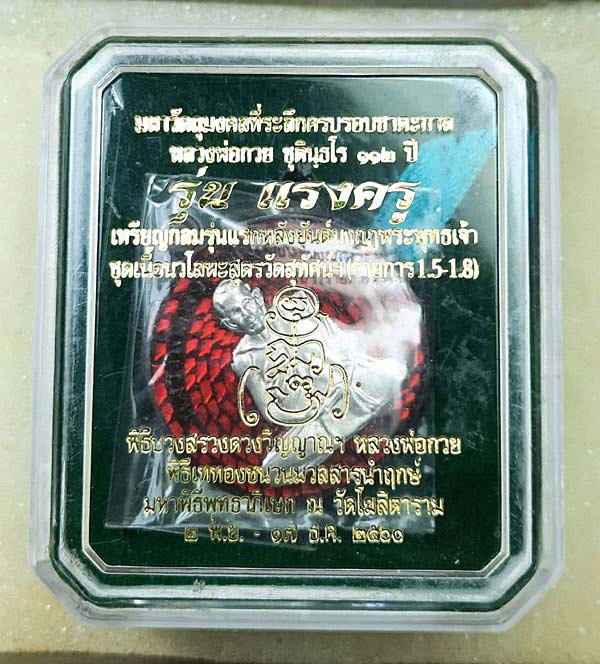 มหาวัตถุมงคลที่ระลึกครบรอบชาตะกาล
หลวงพ่อกวย ชุตินฺธโร ๑๑๒ ปี
รุ่น แรงครู
เหรียญกลมรุ่นแรกหลังยันต์มงกุฎพระพุทธเจ้า
ชุดเนื้อนวโลหะสูตรวัดสุทัศน์ฯ(รายการ1.5-1.8)
พิธีบวงสรวงดวงวิญญาณฯ หลวงพ่อกวย
พิธีเททองชนวนมวลสารนำฤกษ์
มหาพิธีพุทธาภิเษก ณ วัดโฆสิตาราม
๒ พ.ย. - ๑๗ ธ.ค. ๒๕๖๐